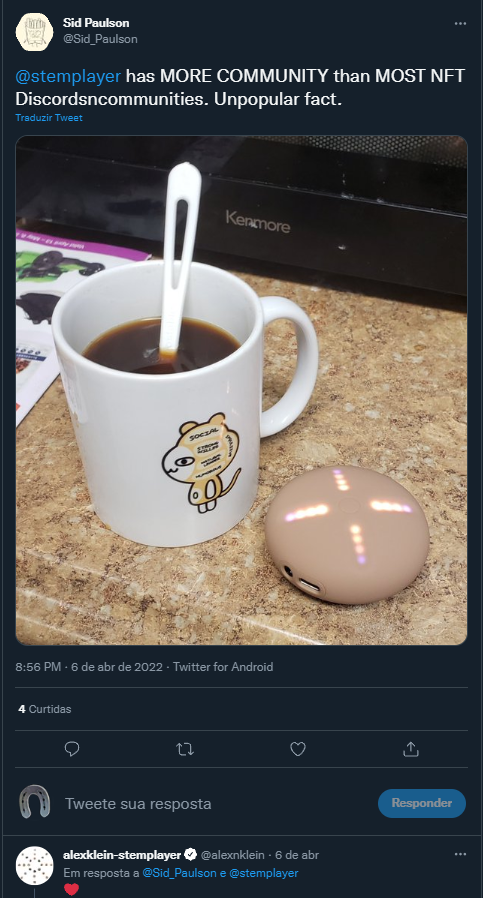 Sid Paulson
@Sid_Paulson
@stemplayer has MORE COMMUNITY than MOST NFT
Discordsncommunities. Unpopular fact.
Traduzir Tweet
Kenmore
SOCIAL
8:56 PM · 6 de abr de 2022 · Twitter for Android
4 Curtidas
Tweete sua resposta
Responder
alexklein-stemplayer @alexnklein · 6 de abr
Em resposta a @Sid_Paulson e @stemplayer